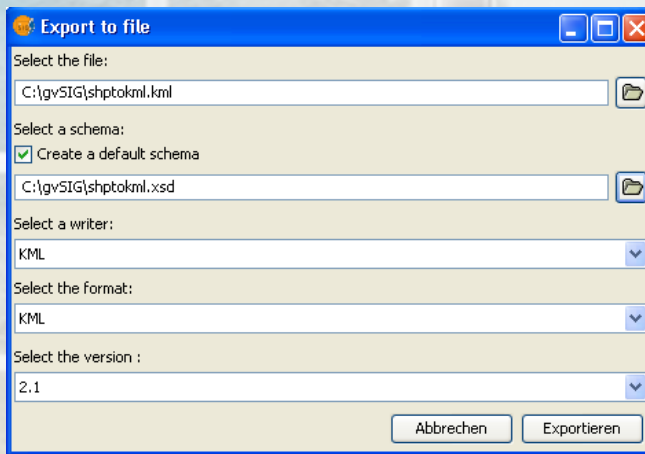 Export to file
Select the file:
C:\gvSIG\shptokml.kml
Select a schema:
Create a default schema
C:\gvSIG\shptokml.xsd
Select a writer:
KML
Select the format:
KML
Select the version :
2.1
Abbrechen Exportieren